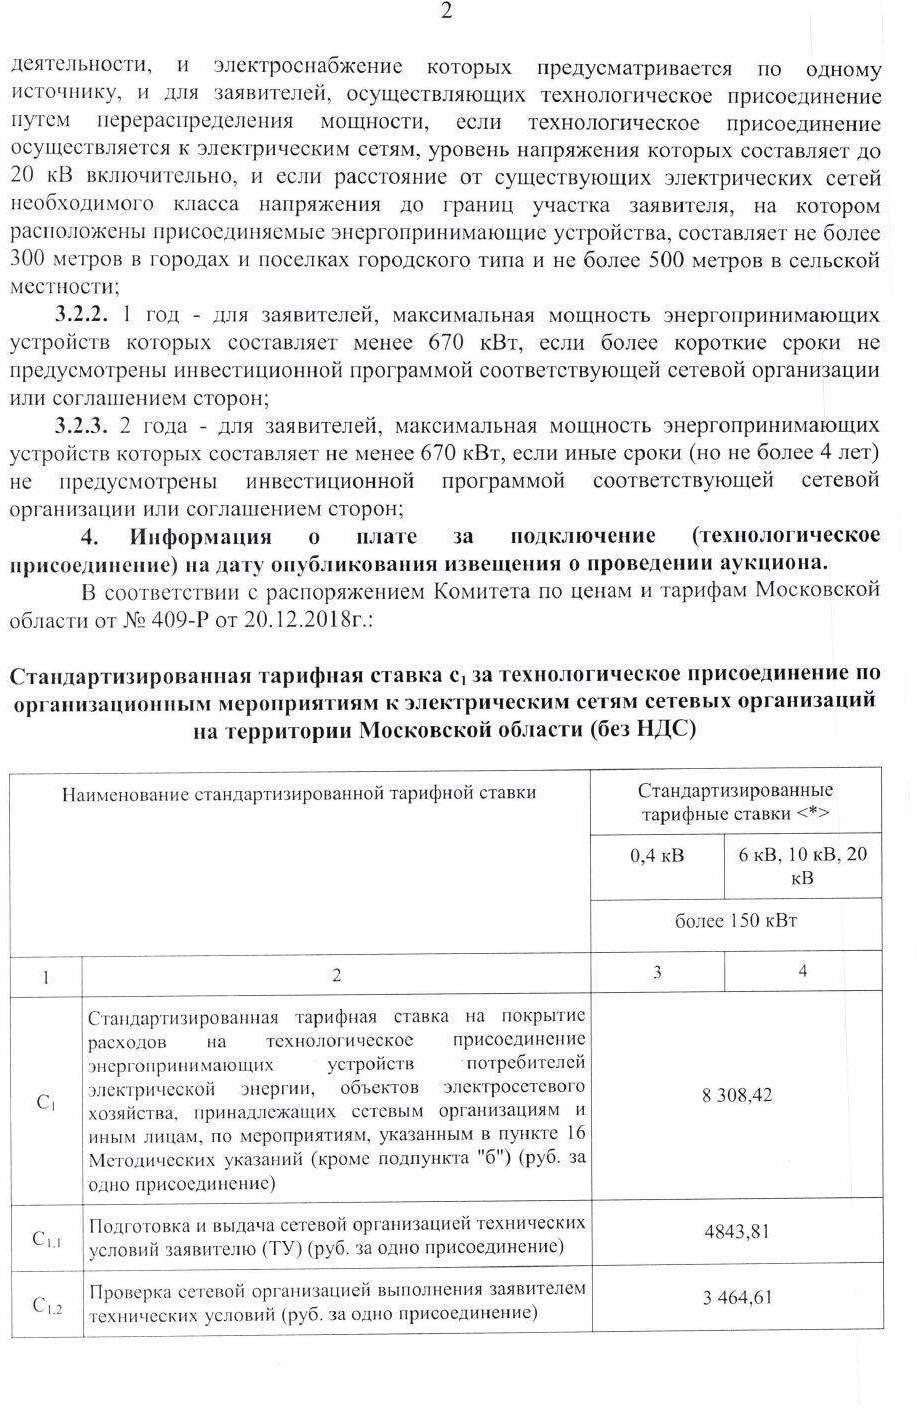 2
деятельности, и электроснабжение которых предусматривается по одному
источнику, и для заявителей, осуществляющих технологическое присоединение
путем перераспределения мощности, если технологическое присоединение
осуществляется к электрическим сетям, уровень напряжения которых составляет до
20 кВ включительно, и если расстояние от существующих электрических сетей
необходимого класса напряжения до границ участка заявителя, на котором
расположены присоединяемые энергопринимающие устройства, составляет не более
300 метров в городах и поселках городского типа и не более 500 метров в сельской
местности;
3.2.2. 1 год - для заявителей, максимальная мощность энергопринимающих
устройств которых составляет менее 670 кВт, если более короткие сроки не
предусмотрены инвестиционной программой соответствующей сетевой организации
или соглашением сторон;
3.2.3. 2 года - для заявителей, максимальная мощность энергопринимающих
устройств которых составляет не менее 670 кВт, если иные сроки (но не более 4 лет)
не предусмотрены инвестиционной программой соответствующей сетевой
организации или соглашением сторон;
4. Информация о плате за подключение (технологическое
присоединение) на дату опубликования извещения о проведении аукциона.
В соответствии с распоряжением Комитета по ценам и тарифам Московской
области от № 409-Р от 20.12.2018г.:
Стандартизированная тарифная ставка с₁ за технологическое присоединение по
организационным мероприятиям к электрическим сетям сетевых организаций
на территории Московской области (без НДС)
Наименование стандартизированной тарифной ставки
Стандартизированные
тарифные ставки <*>
0,4 кВ
6 кВ, 10 кВ, 20
кВ
более 150 кВт
1 2 3 4
С₁
Стандартизированная тарифная ставка на покрытие
расходов на технологическое присоединение
энергопринимающих устройств потребителей
электрической энергии, объектов электросетевого
хозяйства, принадлежащих сетевым организациям и
иным лицам, по мероприятиям, указанным в пункте 16
Методических указаний (кроме подпункта "б") (руб. за
одно присоединение)
8 308,42
С₁.₁
Подготовка и выдача сетевой организацией технических
условий заявителю (ТУ) (руб. за одно присоединение)
4843,81
С₁.₂
Проверка сетевой организацией выполнения заявителем
технических условий (руб. за одно присоединение)
3 464,61